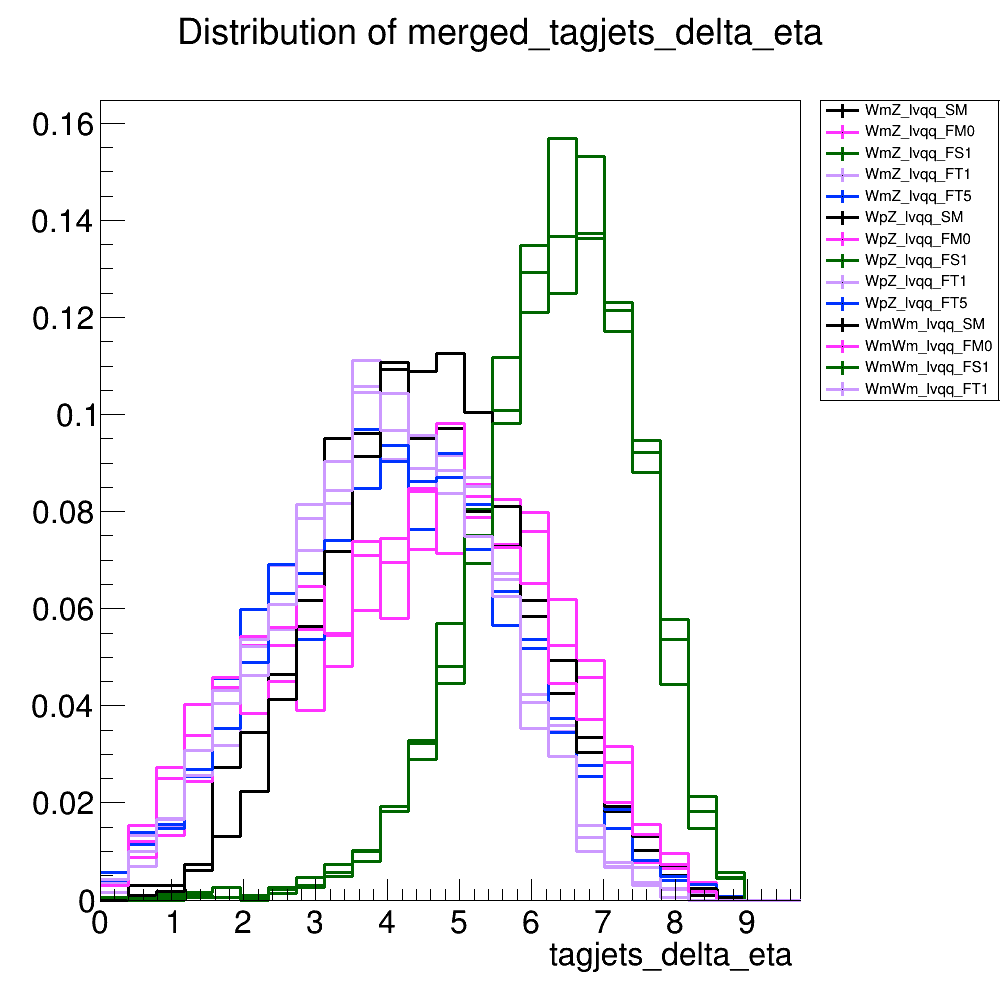 Distribution of merged_tagjets_delta_eta
0.16
0.14
0.12
0.1
0.08
0.06
0.04
0.02
0
0 1 2 3 4 5 6 7 8 9
tagjets_delta_eta
WmZ_lvqq_SM
WmZ_lvqq_FM0
WmZ_lvqq_FS1
WmZ_lvqq_FT1
WmZ_lvqq_FT5
WpZ_lvqq_SM
WpZ_lvqq_FM0
WpZ_lvqq_FS1
WpZ_lvqq_FT1
WpZ_lvqq_FT5
WmWm_lvqq_SM
WmWm_lvqq_FM0
WmWm_lvqq_FS1
WmWm_lvqq_FT1